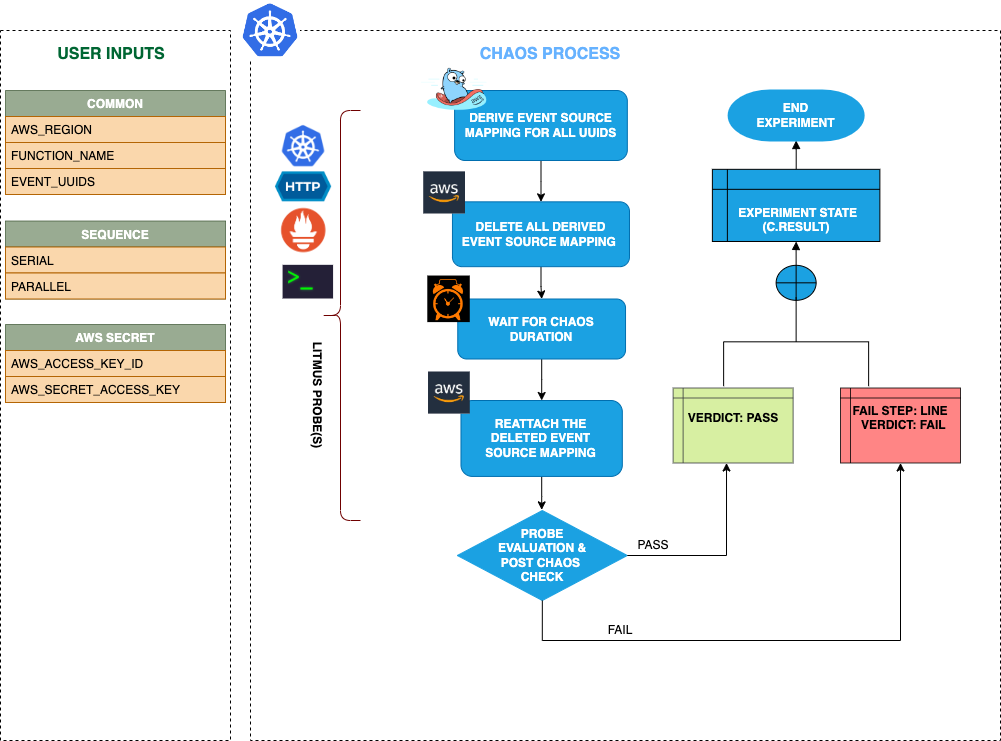 USER INPUTS
COMMON
AWS_REGION
FUNCTION_NAME
EVENT_UUIDS
SEQUENCE
SERIAL
PARALLEL
AWS SECRET
AWS_ACCESS_KEY_ID
AWS_SECRET_ACCESS_KEY
CHAOS PROCESS
HTTP
>_
LITMUS PROBE(S)
DERIVE EVENT SOURCE
MAPPING FOR ALL UUIDS
aws
DELETE ALL DERIVED
EVENT SOURCE MAPPING
WAIT FOR CHAOS
DURATION
aws
REATTACH THE
DELETED EVENT
SOURCE MAPPING
PROBE
EVALUATION &
POST CHAOS
CHECK
PASS
FAIL
VERDICT: PASS
FAIL STEP: LINE
VERDICT: FAIL
EXPERIMENT STATE
(C.RESULT)
END
EXPERIMENT